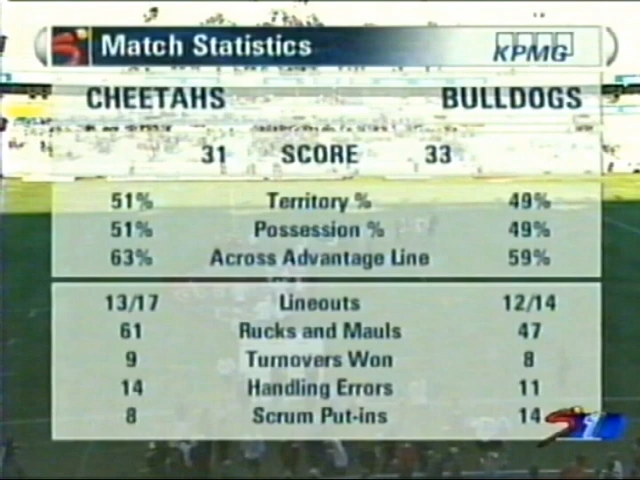 Match Statistics KPMG
CHEETAHS BULLDOGS
31 SCORE 33
51% Territory % 49%
51% Possession % 49%
63% Across Advantage Line 59%
13/17 Lineouts 12/14
61 Rucks and Mauls 47
9 Turnovers Won 8
14 Handling Errors 11
8 Scrum Put-ins 14